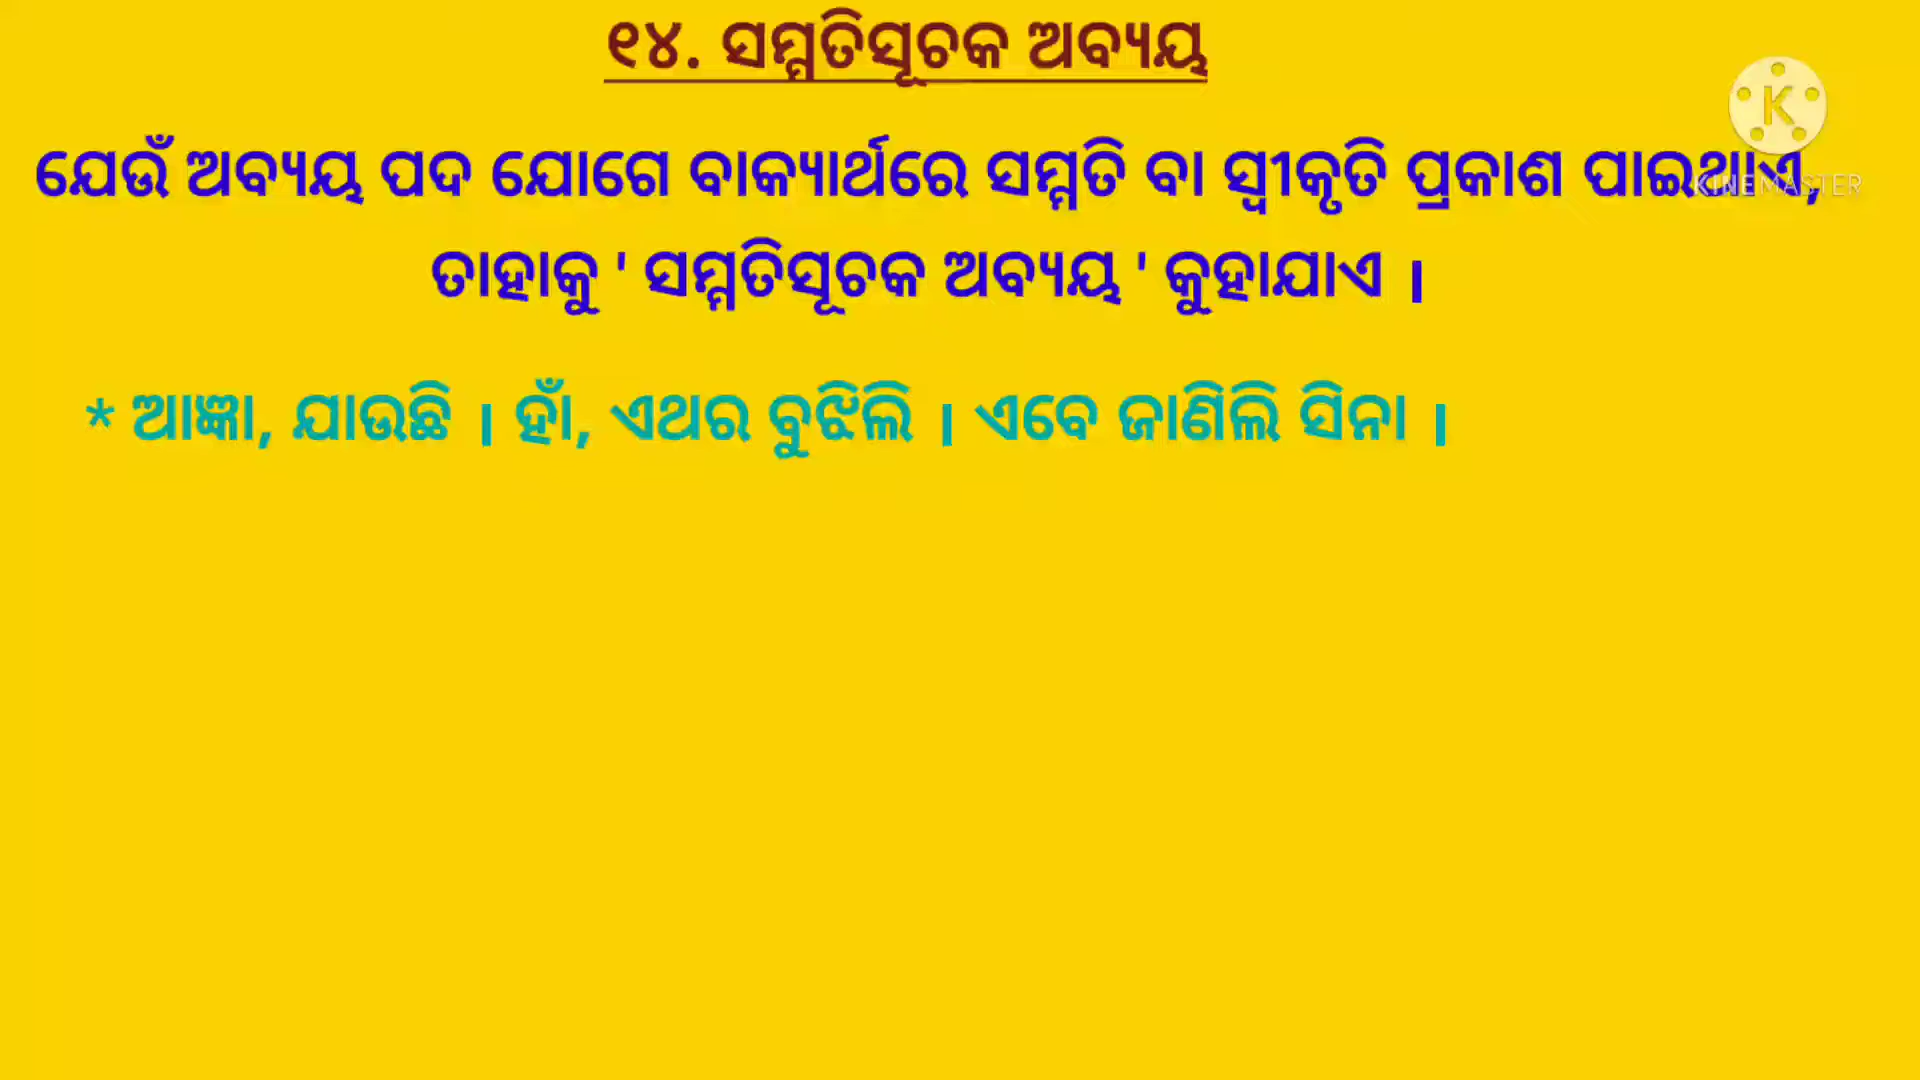 ୧୪. ସମ୍ମତିସୂଚକ ଅବ୍ୟୟ
ଯେଉଁ ଅବ୍ୟୟ ପଦ ଯୋଗେ ବାକ୍ୟାର୍ଥରେ ସମ୍ମତି ବା ସ୍ୱୀକୃତି ପ୍ରକାଶ ପାଇଥାଏ,
ତାହାକୁ ' ସମ୍ମତିସୂଚକ ଅବ୍ୟୟ ' କୁହାଯାଏ ।
* ଆଜ୍ଞା, ଯାଉଛି । ହଁା, ଏଥର ବୁଝିଲି । ଏବେ ଜାଣିଲି ସିନା ।
K
KINEMASTER